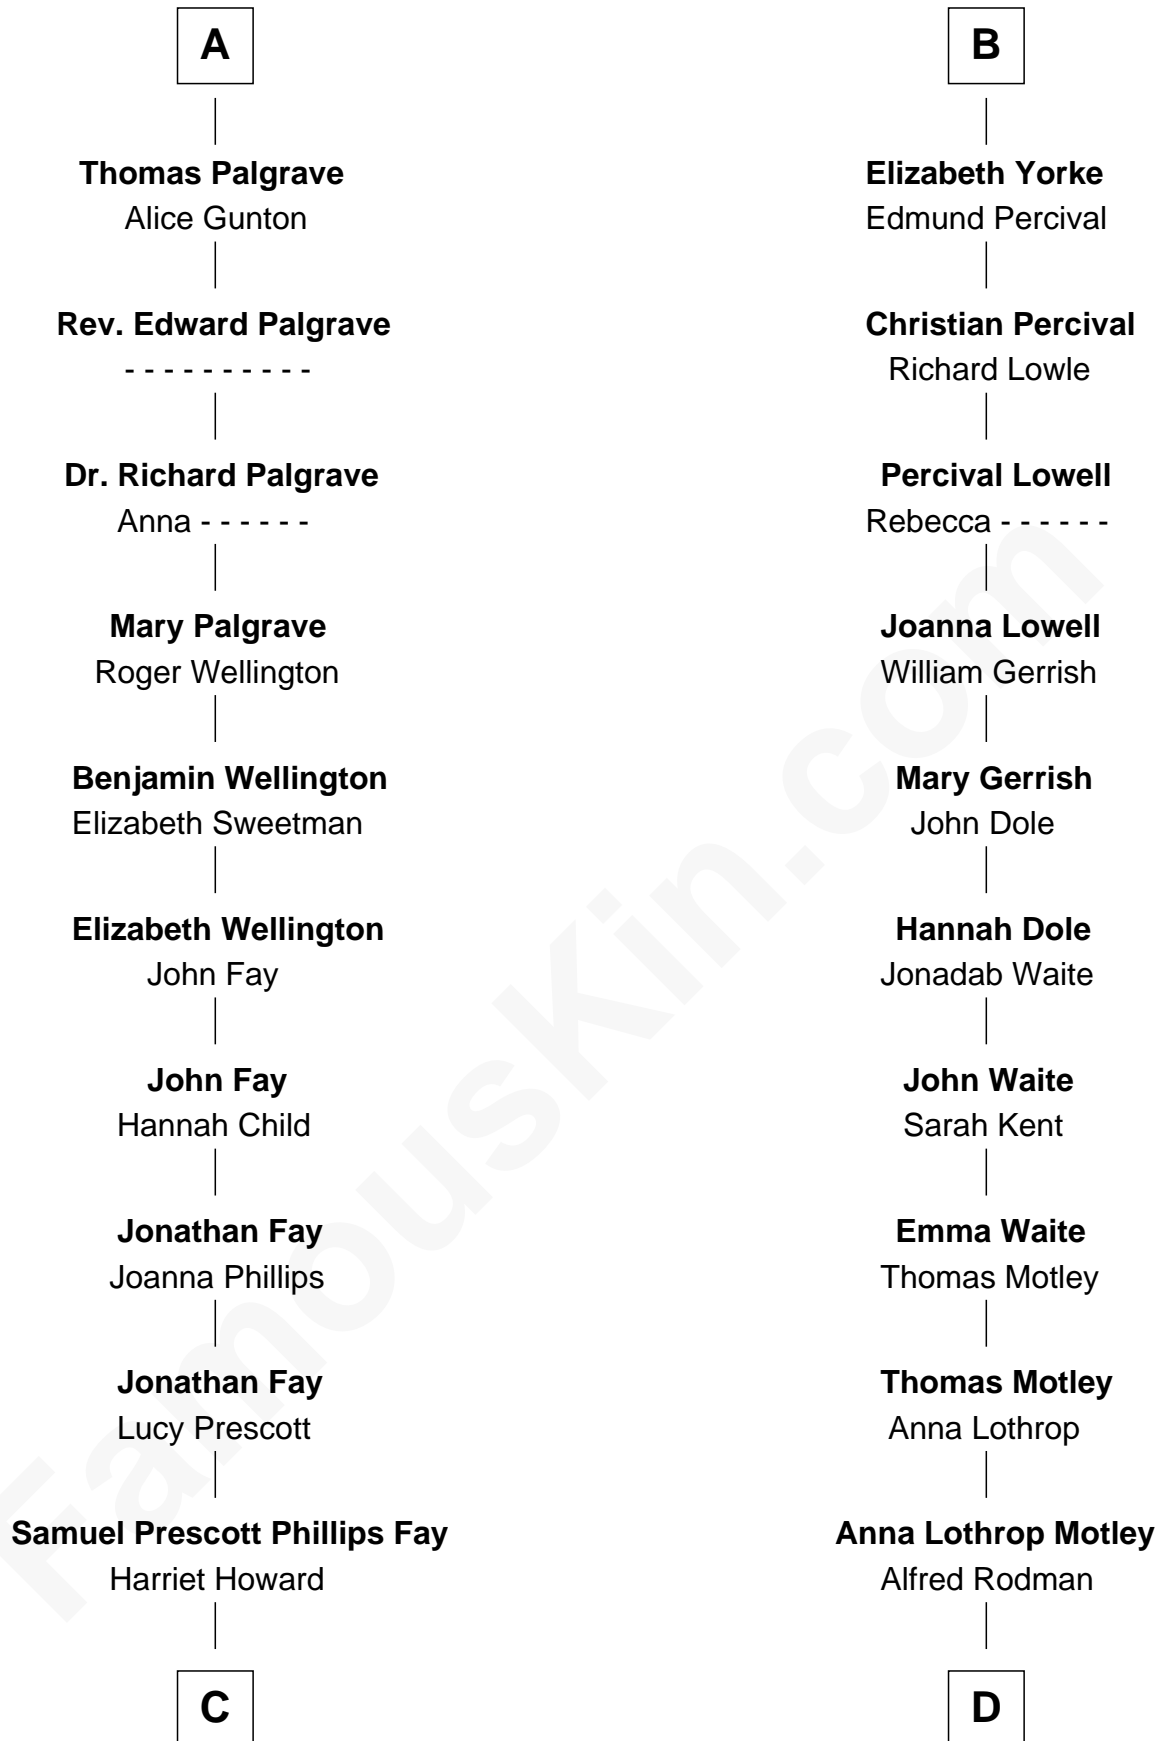 A
Thomas Palgrave
Alice Gunton
Rev. Edward Palgrave
- - - - - - - - - -
Dr. Richard Palgrave
Anna - - - - - -
Mary Palgrave
Roger Wellington
Benjamin Wellington
Elizabeth Sweetman
Elizabeth Wellington
John Fay
John Fay
Hannah Child
Jonathan Fay
Joanna Phillips
Jonathan Fay
Lucy Prescott
Samuel Prescott Phillips Fay
Harriet Howard
C
B
Elizabeth Yorke
Edmund Percival
Christian Percival
Richard Lowle
Percival Lowell
Rebecca - - - - - -
Joanna Lowell
William Gerrish
Mary Gerrish
John Dole
Hannah Dole
Jonadab Waite
John Waite
Sarah Kent
Emma Waite
Thomas Motley
Thomas Motley
Anna Lothrop
Anna Lothrop Motley
Alfred Rodman
D
FamousKin.com